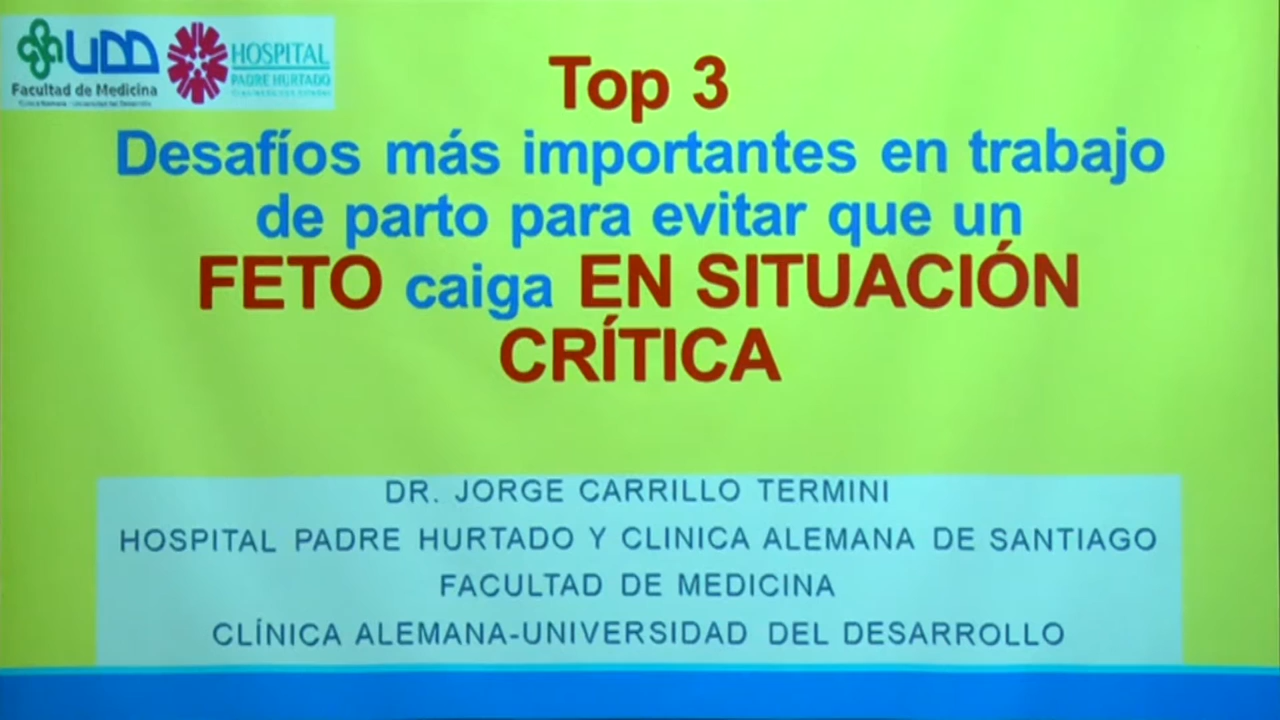 UDD
Facultad de Medicina
HOSPITAL
PADRE HURTADO
Top 3
Desafíos más importantes en trabajo
de parto para evitar que un
FETO caiga EN SITUACIÓN
CRÍTICA
DR. JORGE CARRILLO TERMINI
HOSPITAL PADRE HURTADO Y CLINICA ALEMANA DE SANTIAGO
FACULTAD DE MEDICINA
CLÍNICA ALEMANA-UNIVERSIDAD DEL DESARROLLO